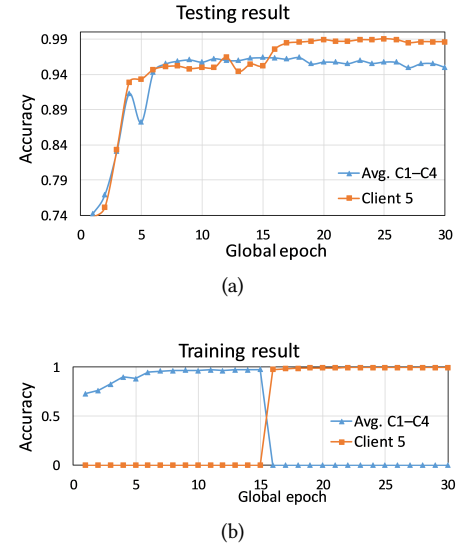 Testing result
0.99
0.94
0.89
0.84
0.79
0.74
Accuracy
Avg. C1–C4
Client 5
0 5 10 15 20 25 30
Global epoch
(a)
Training result
1
0.5
0
Accuracy
Avg. C1–C4
Client 5
0 5 10 15 20 25 30
Global epoch
(b)